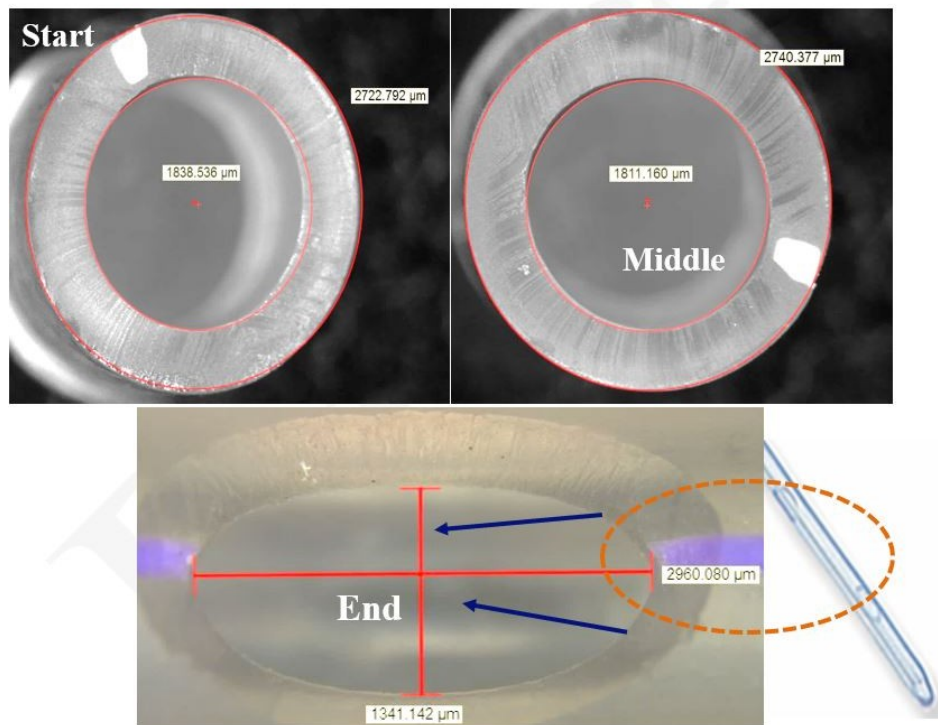 Start
2722.792 µm
1838.536 µm
2740.377 µm
1811.160 µm
Middle
2960.080 µm
End
1341.142 µm